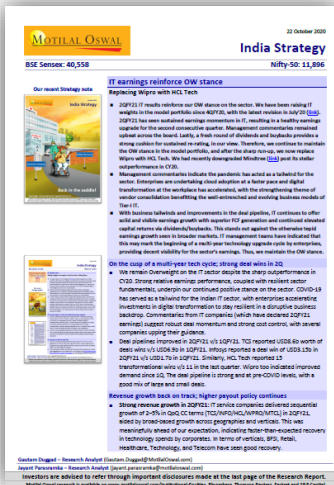 MOTILAL OSWAL
22 October 2020
India Strategy
BSE Sensex: 40,558
Nifty-50: 11,896
Our recent Strategy note
IT earnings reinforce OW stance
Replacing Wipro with HCL Tech
2QFY21 IT results reinforce our OW stance on the sector. We have been raising IT
weights in the model portfolio since 4QFY20, with the latest revision in July'20 (link).
2QFY21 has seen sustained earnings momentum in IT, resulting in a healthy earnings
upgrade for the second consecutive quarter. Management commentaries remained
upbeat across the board. Lastly, a fresh round of dividends and buybacks provides a
strong cushion for sustained re-rating, in our view. Therefore, we continue to maintain
the OW stance in the model portfolio, and after the sharp run-up, we now replace
Wipro with HCL Tech. We had recently downgraded Mindtree (link) post its stellar
outperformance in CY20.
Management commentaries indicate the pandemic has acted as a tailwind for the
sector. Enterprises are undertaking cloud adoption at a faster pace and digital
transformation at the workplace has accelerated, with the strengthening theme of
vendor consolidation benefitting the well-entrenched and evolving business models of
Tier-I IT.
With business tailwinds and improvements in the deal pipeline, IT continues to offer
solid and visible earnings growth with superior FCF generation and continued elevated
capital returns via dividends/buybacks. This stands out against the otherwise tepid
earnings growth seen in broader markets. IT management teams have indicated that
this may mark the beginning of a multi-year technology upgrade cycle by enterprises,
providing decent visibility for the sector's earnings. Thus, we maintain the OW stance.
On the cusp of a multi-year tech cycle; strong deal wins in 2Q
We remain Overweight on the IT sector despite the sharp outperformance in
CY20. Strong relative earnings performance, coupled with resilient sector
fundamentals, underpin our continued positive stance on the sector. COVID-19
has served as a tailwind for the Indian IT sector, with enterprises accelerating
investments in digital transformation to stay resilient in a disruptive business
backdrop. Commentaries from IT companies (which have declared 2QFY21
earnings) suggest robust deal momentum and strong cost control, with several
companies upping their guidance.
Deal pipelines improved in 2QFY21 v/s 1QFY21. TCS reported USD8.6b worth of
deals wins v/s USD6.9b in 1QFY21. Infosys reported a deal win of USD3.15b in
2QFY21 v/s USD1.7b in 1QFY21. Similarly, HCL Tech reported 15
transformational wins v/s 11 in the last quarter. Wipro too indicated improved
demand since 1Q. The deal pipeline is strong and at pre-COVID levels, with a
good mix of large and small deals.
Revenue growth back on track; higher payout policy continues
Strong revenue growth in 2QFY21: IT service companies delivered sequential
growth of 2–5% in QoQ CC terms (TCS/INFO/HCL/WPRO/MTCL) in 2QFY21,
aided by broad-based growth across geographies and verticals. This was
meaningfully ahead of our expectation, indicating faster-than-expected recovery
in technology spends by corporates. In terms of verticals, BFSI, Retail,
Healthcare, Technology, and Telecom have seen good recovery.
Gautam Duggad – Research Analyst (Gautam.Duggad@MotilalOswal.com)
Jayant Parasramka – Research Analyst (jayant.parasramka@motilaloswal.com)
Investors are advised to refer through important disclosures made at the last page of the Research Report.